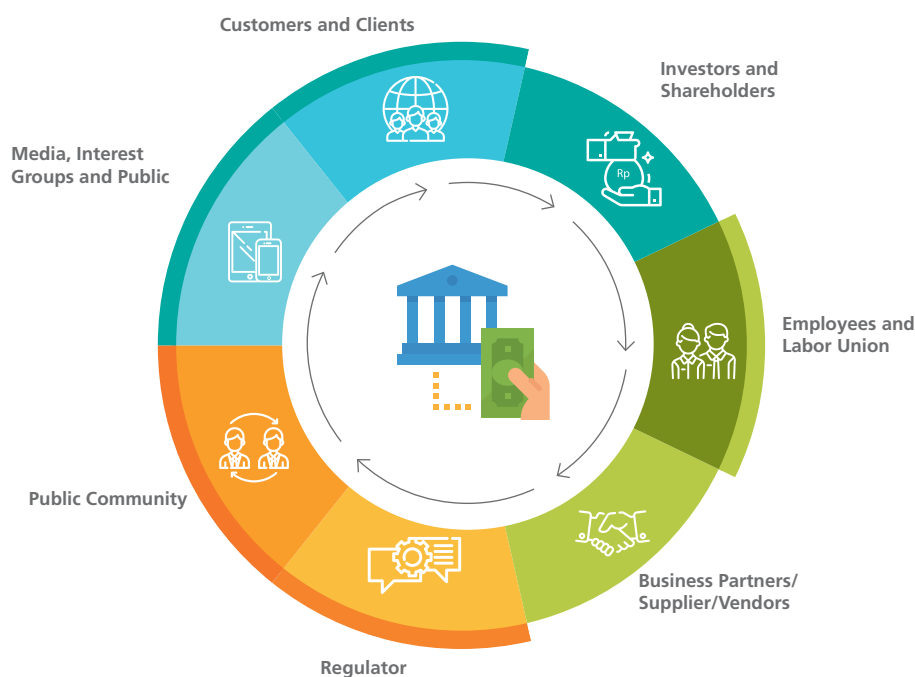 Customers and Clients
Investors and
Shareholders
Rp
Media, Interest
Groups and Public
Employees and
Labor Union
Public Community
Business Partners/
Supplier/Vendors
Regulator